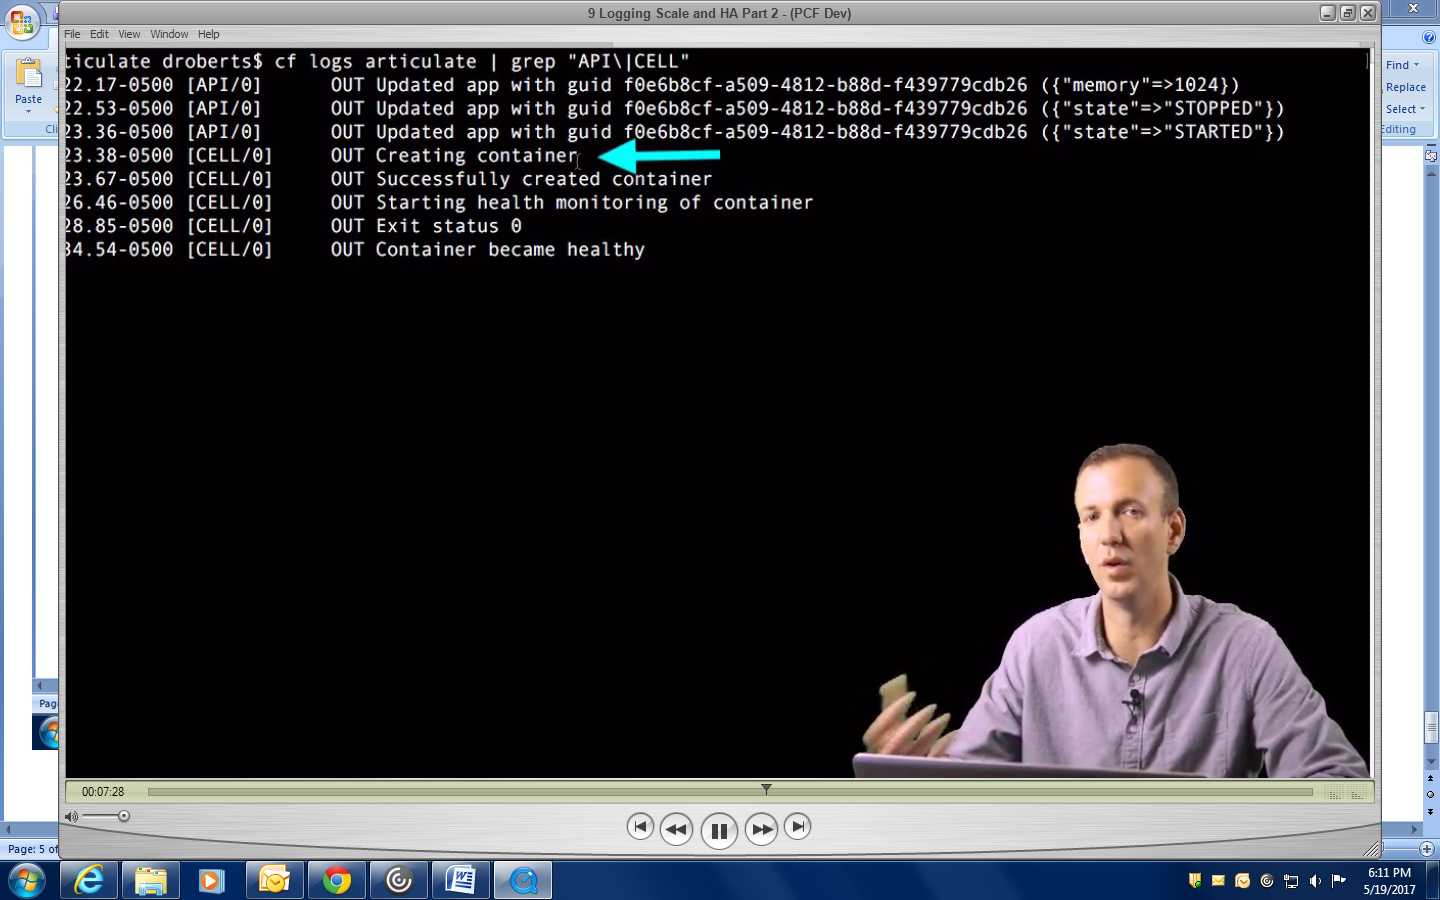 9 Logging Scale and HA Part 2 - (PCF Dev)
File Edit View Window Help
ticulate droberts$ cf logs articulate | grep "API\|CELL"
22.17-0500 [API/0] OUT Updated app with guid f0e6b8cf-a509-4812-b88d-f439779cdb26 ({"memory"=>1024})
22.53-0500 [API/0] OUT Updated app with guid f0e6b8cf-a509-4812-b88d-f439779cdb26 ({"state"=>"STOPPED"})
23.36-0500 [API/0] OUT Updated app with guid f0e6b8cf-a509-4812-b88d-f439779cdb26 ({"state"=>"STARTED"})
23.38-0500 [CELL/0] OUT Creating container
23.67-0500 [CELL/0] OUT Successfully created container
26.46-0500 [CELL/0] OUT Starting health monitoring of container
28.85-0500 [CELL/0] OUT Exit status 0
34.54-0500 [CELL/0] OUT Container became healthy
Paste
Cli
Find
Replace
Select
Editing
Pag
00:07:28
Page: 5 of
6:11 PM
5/19/2017